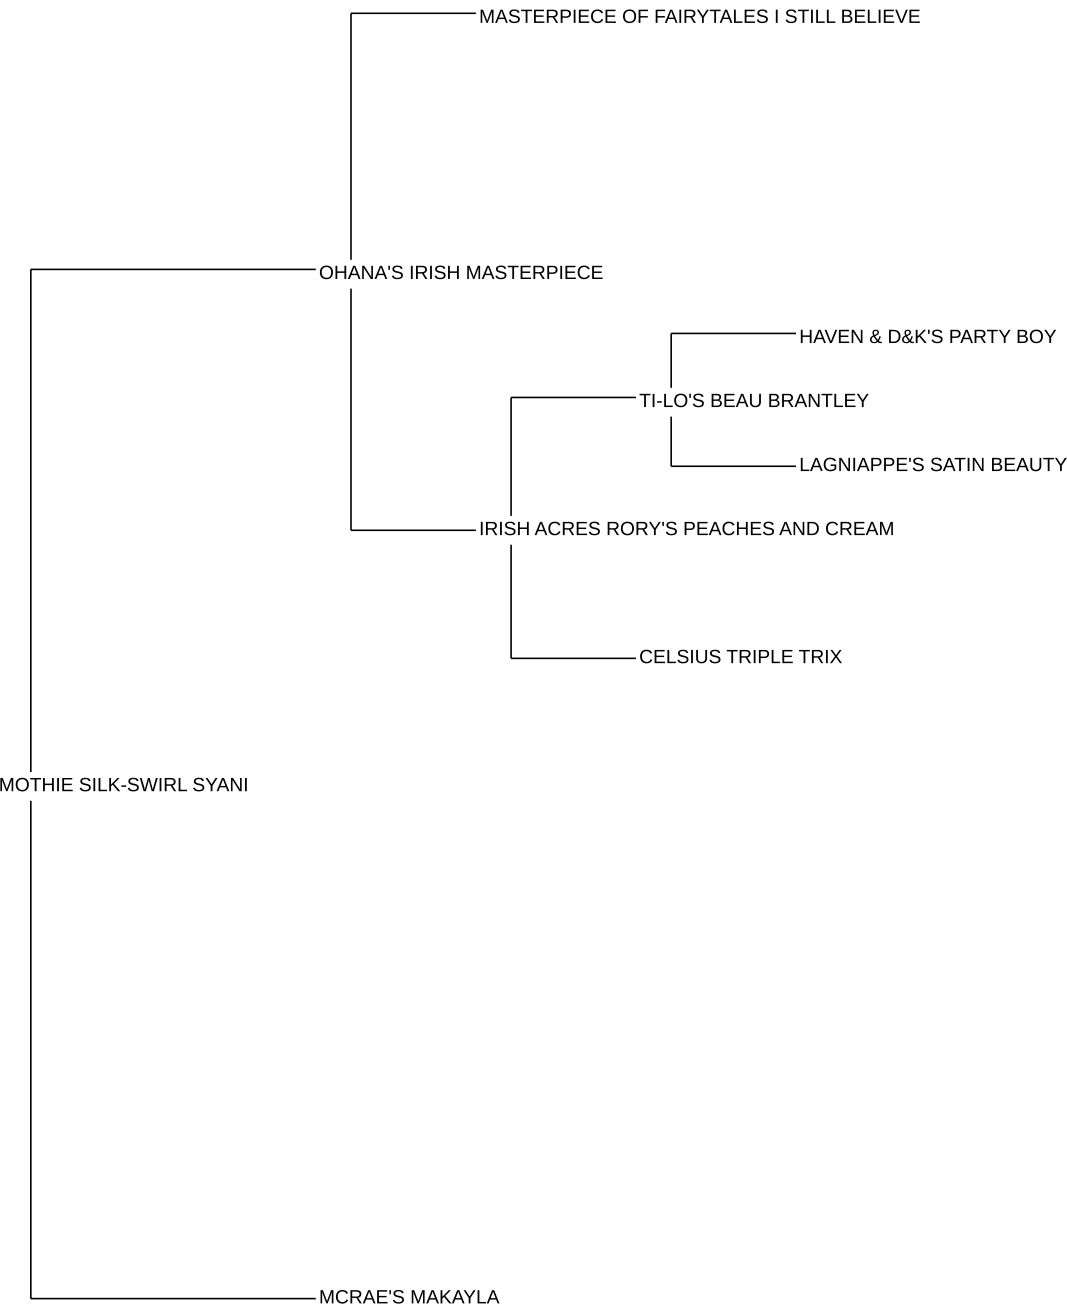 MASTERPIECE OF FAIRYTALES I STILL BELIEVE
OHANA'S IRISH MASTERPIECE
HAVEN & D&K'S PARTY BOY
TI-LO'S BEAU BRANTLEY
LAGNIAPPE'S SATIN BEAUTY
IRISH ACRES RORY'S PEACHES AND CREAM
CELSIUS TRIPLE TRIX
MOTHIE SILK-SWIRL SYANI
MCRAE'S MAKAYLA